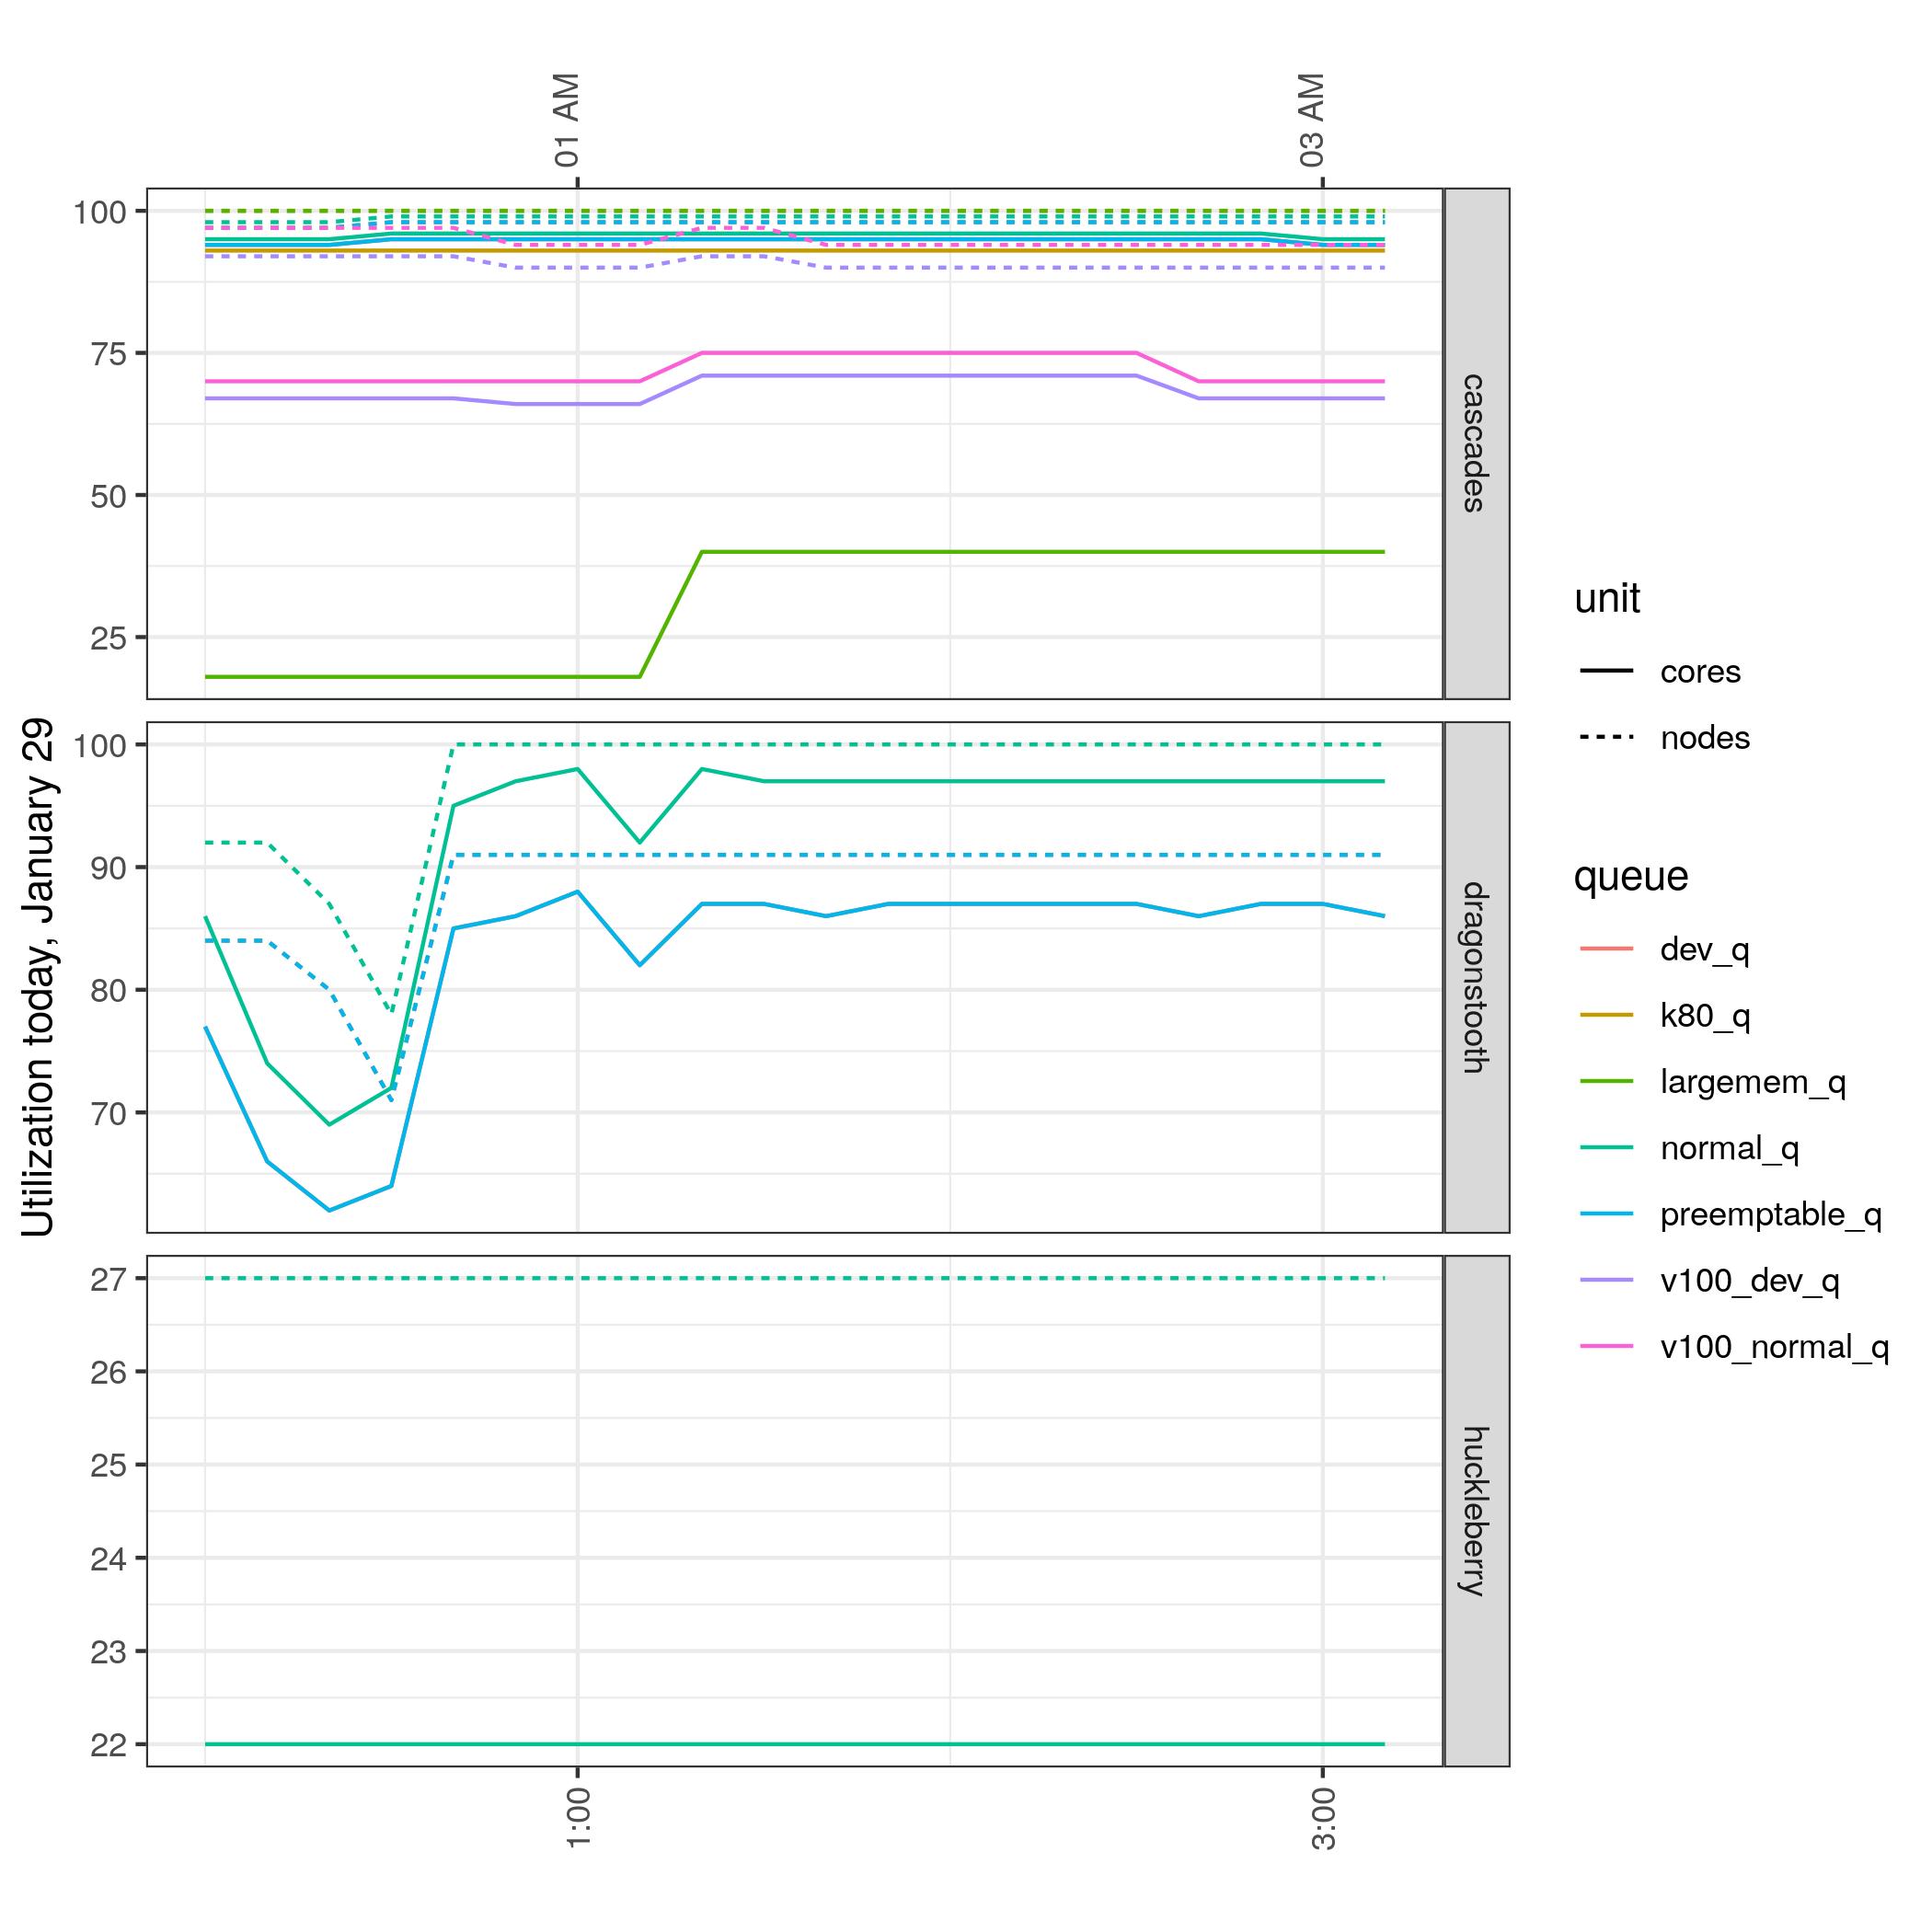 01 AM
03 AM
Utilization today, January 29
100
75
50
25
cascades
100
90
80
70
dragonstooth
27
26
25
24
23
22
huckleberry
1:00
3:00
unit
cores
nodes
queue
dev_q
k80_q
largemem_q
normal_q
preemptable_q
v100_dev_q
v100_normal_q